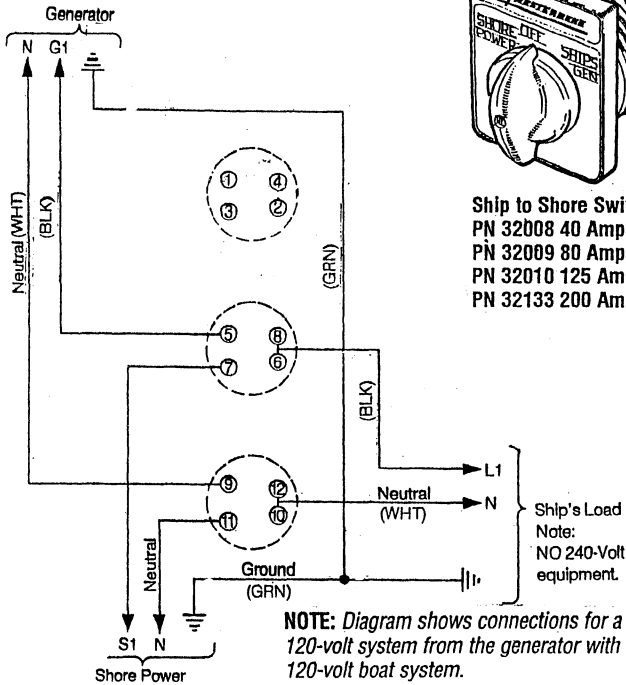 Generator
N G1
SHORE POWER
OFF
SHIPS GEN
Neutral (WHT)
(BLK)
(GRN)
1 4
3 2
Ship to Shore Swi
PN 32008 40 Amp
PN 32009 80 Amp
PN 32010 125 Am
PN 32133 200 Am
5 8
7 6
(BLK)
L1
9 12
11 10
Neutral
(WHT)
N
Ship's Load
Note:
NO 240-Volt
equipment.
Neutral
Ground
(GRN)
S1 N
Shore Power
NOTE: Diagram shows connections for a
120-volt system from the generator with
120-volt boat system.